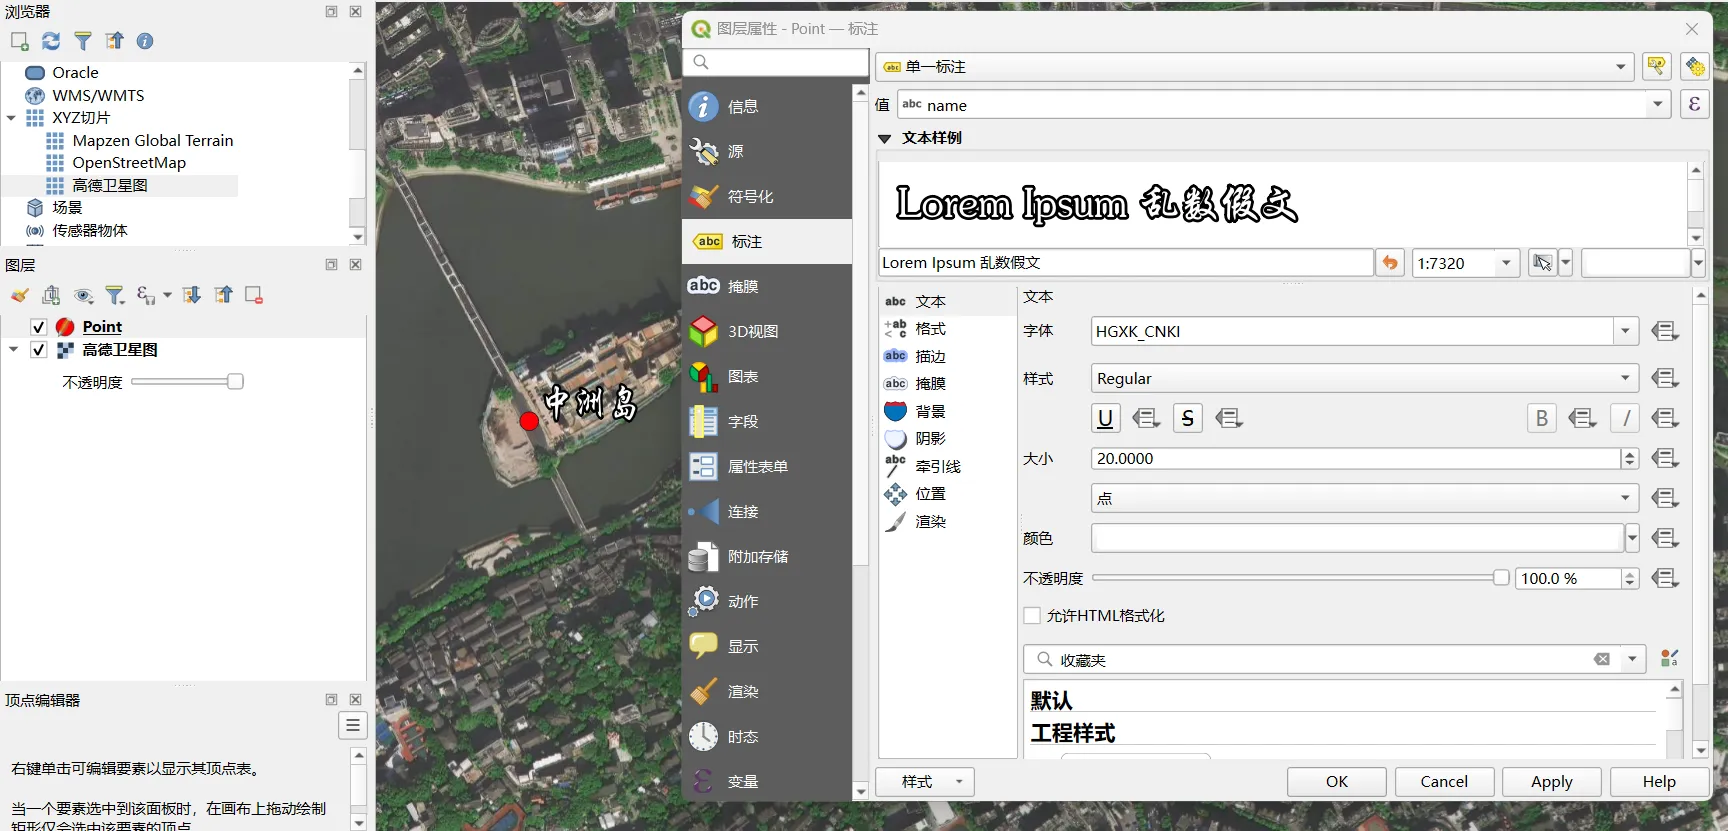 浏览器
Oracle
WMS/WMTS
XYZ切片
Mapzen Global Terrain
OpenStreetMap
高德卫星图
场景
传感器物体
图层
Point
高德卫星图
不透明度
顶点编辑器
右键单击可编辑要素以显示其顶点表。
当一个要素选中到该面板时，在画布上拖动绘制
矩形仅会选中该要素的顶点
中洲岛
图层属性 - Point — 标注
信息
源
符号化
abc 标注
abc 掩膜
3D视图
图表
字段
属性表单
连接
附加存储
动作
显示
渲染
时态
变量
abc 单一标注
值 abc name ε
文本样例
Lorem Ipsum 乱数假文
Lorem Ipsum 乱数假文 1:7320
abc 文本
+ab < c 格式
abc 描边
abc 掩膜
背景
阴影
abc 牵引线
位置
渲染
文本
字体 HGXK_CNKI
样式 Regular
U S B I
大小 20.0000
点
颜色
不透明度 100.0 %
允许HTML格式化
收藏夹
默认
工程样式
样式 OK Cancel Apply Help